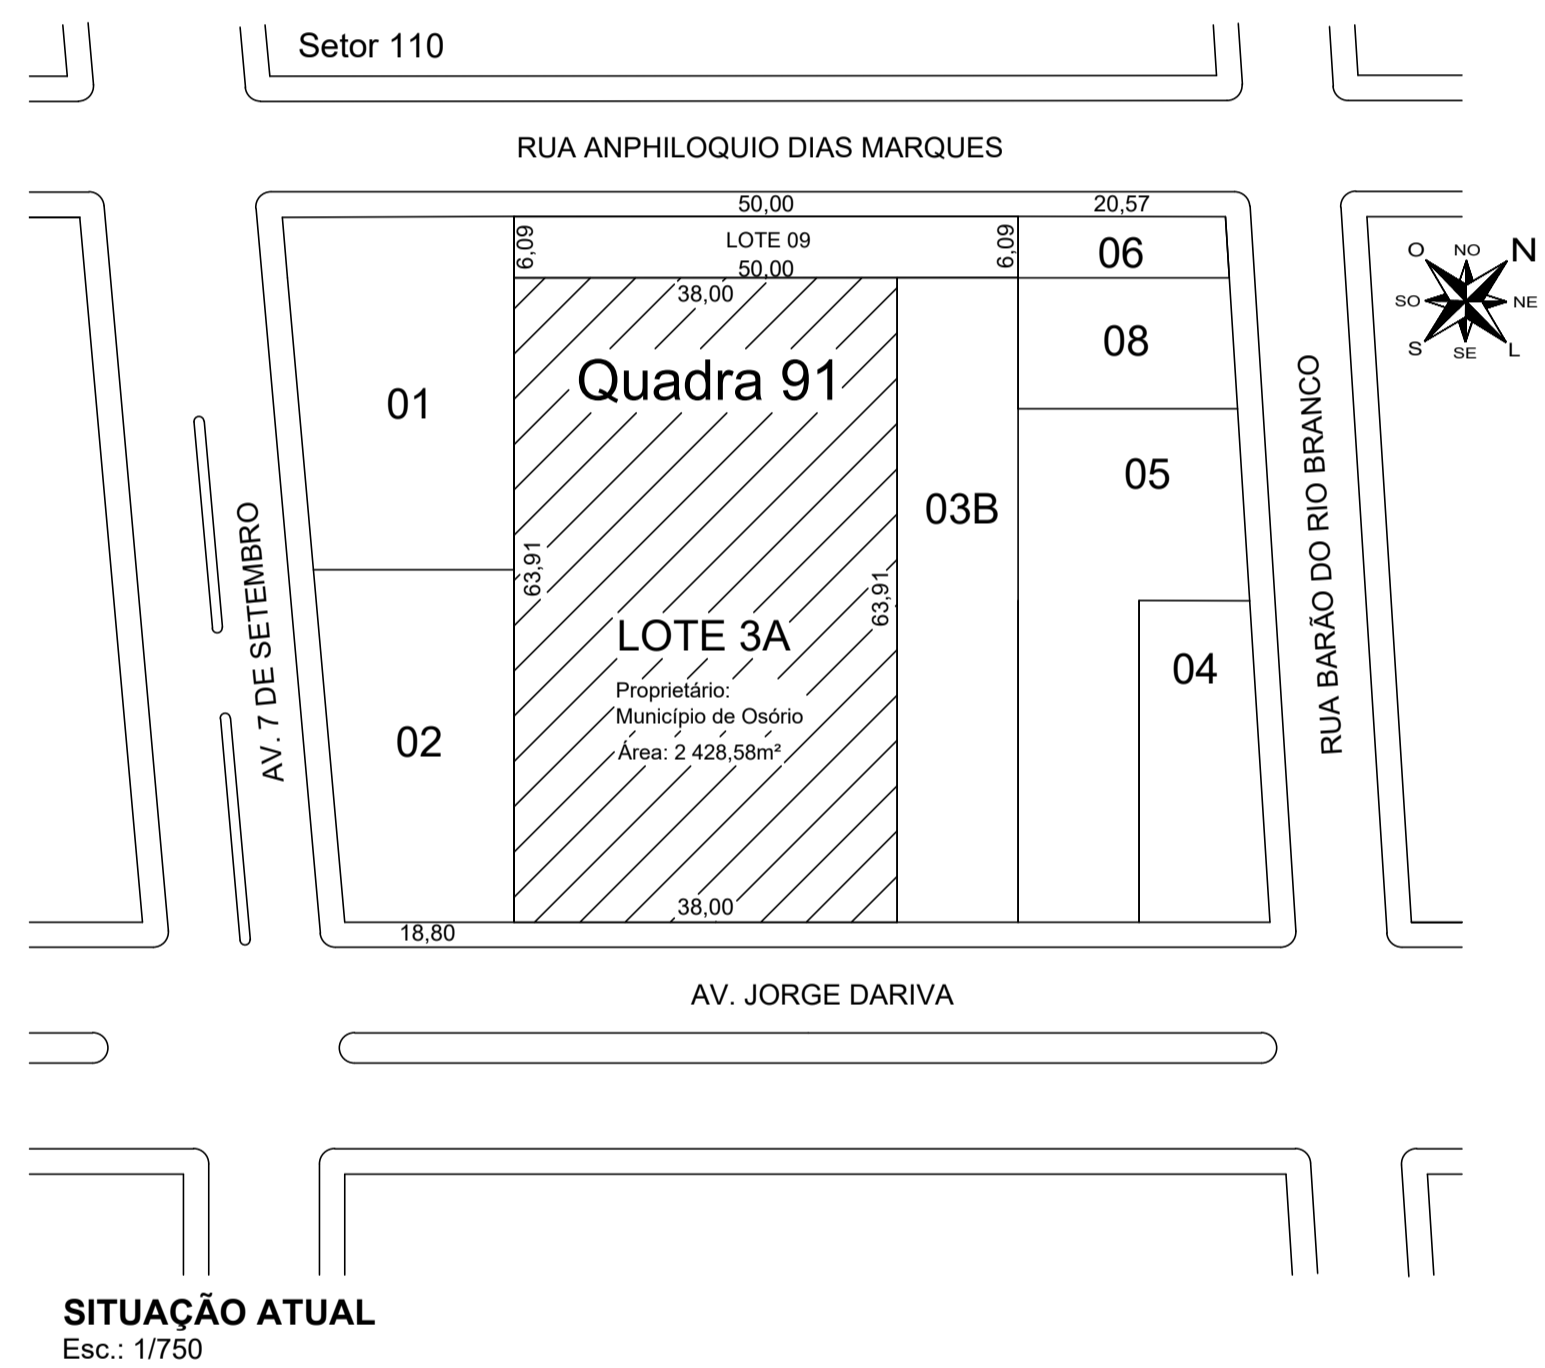 Setor 110
RUA ANPHILOQUIO DIAS MARQUES
50,00
20,57
6,09
LOTE 09
6,09
06
50,00
38,00
O
NO
N
SO
NE
S
SE
L
08
Quadra 91
01
05
03B
RUA BARÃO DO RIO BRANCO
AV. 7 DE SETEMBRO
63,91
63,91
LOTE 3A
04
Proprietário:
Município de Osório
Área: 2 428,58m²
02
38,00
18,80
AV. JORGE DARIVA
SITUAÇÃO ATUAL
Esc.: 1/750